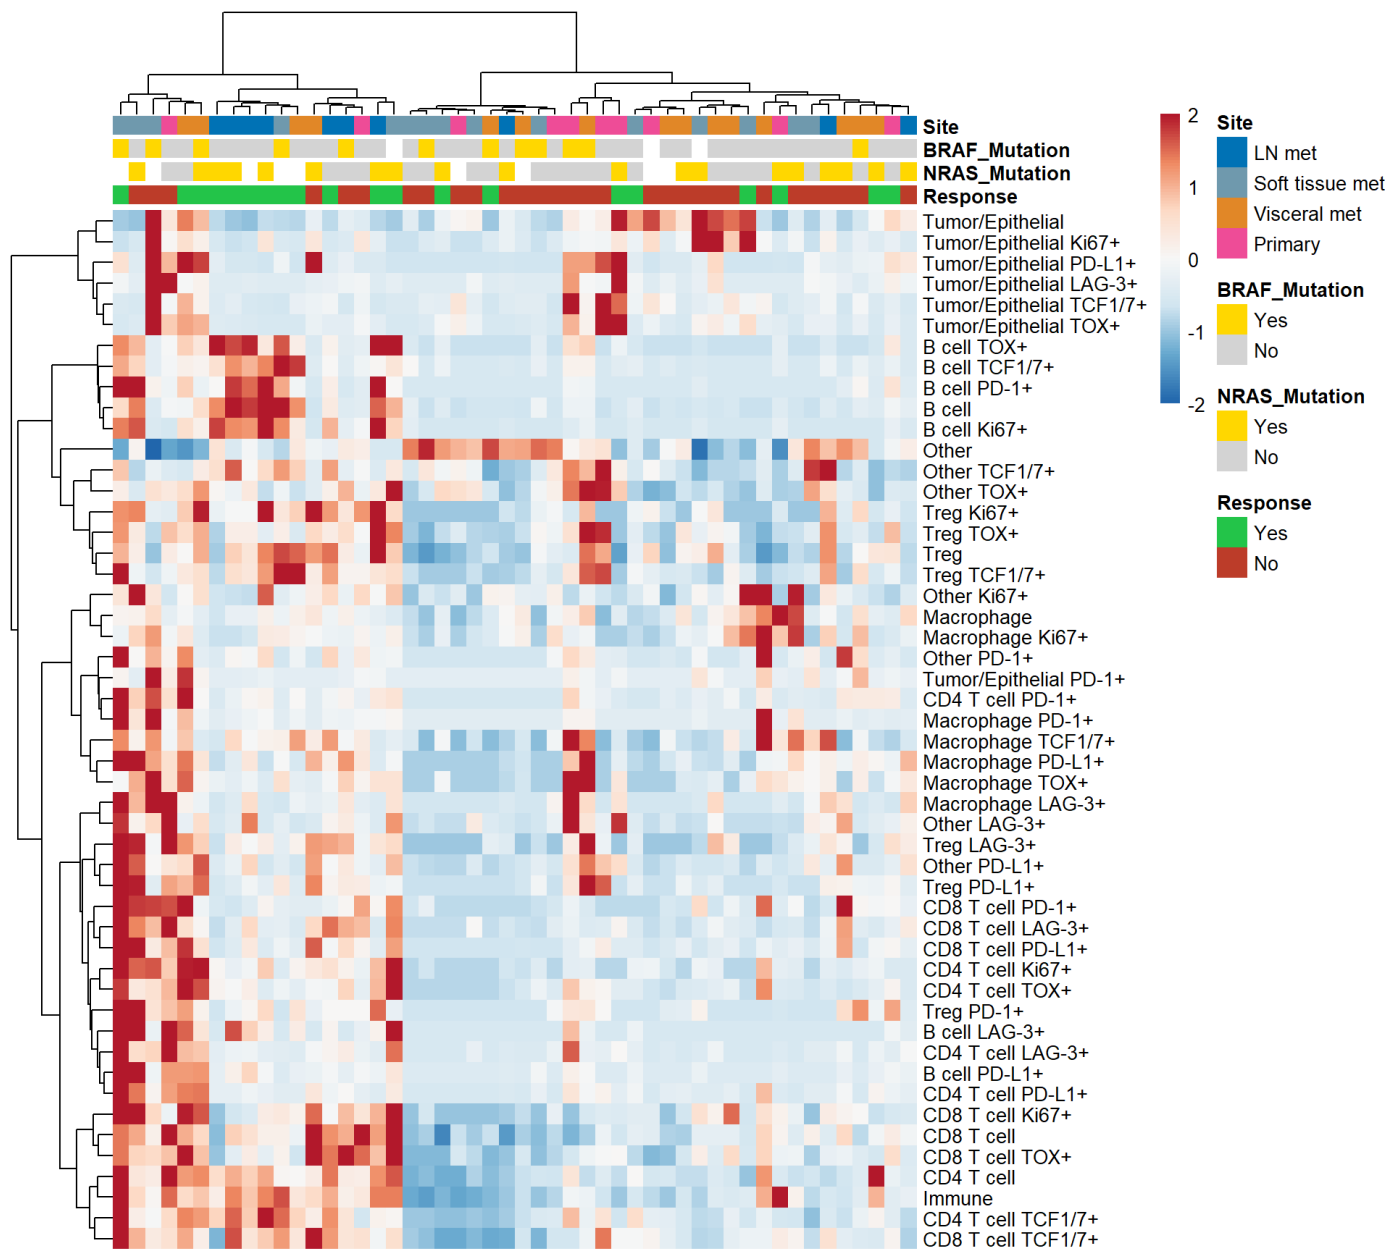 Site
BRAF_Mutation
NRAS_Mutation
Response
Tumor/Epithelial
Tumor/Epithelial Ki67+
Tumor/Epithelial PD-L1+
Tumor/Epithelial LAG-3+
Tumor/Epithelial TCF1/7+
Tumor/Epithelial TOX+
B cell TOX+
B cell TCF1/7+
B cell PD-1+
B cell
B cell Ki67+
Other
Other TCF1/7+
Other TOX+
Treg Ki67+
Treg TOX+
Treg
Treg TCF1/7+
Other Ki67+
Macrophage
Macrophage Ki67+
Other PD-1+
Tumor/Epithelial PD-1+
CD4 T cell PD-1+
Macrophage PD-1+
Macrophage TCF1/7+
Macrophage PD-L1+
Macrophage TOX+
Macrophage LAG-3+
Other LAG-3+
Treg LAG-3+
Other PD-L1+
Treg PD-L1+
CD8 T cell PD-1+
CD8 T cell LAG-3+
CD8 T cell PD-L1+
CD4 T cell Ki67+
CD4 T cell TOX+
Treg PD-1+
B cell LAG-3+
CD4 T cell LAG-3+
B cell PD-L1+
CD4 T cell PD-L1+
CD8 T cell Ki67+
CD8 T cell
CD8 T cell TOX+
CD4 T cell
Immune
CD4 T cell TCF1/7+
CD8 T cell TCF1/7+
2
1
0
-1
-2
Site
LN met
Soft tissue met
Visceral met
Primary
BRAF_Mutation
Yes
No
NRAS_Mutation
Yes
No
Response
Yes
No